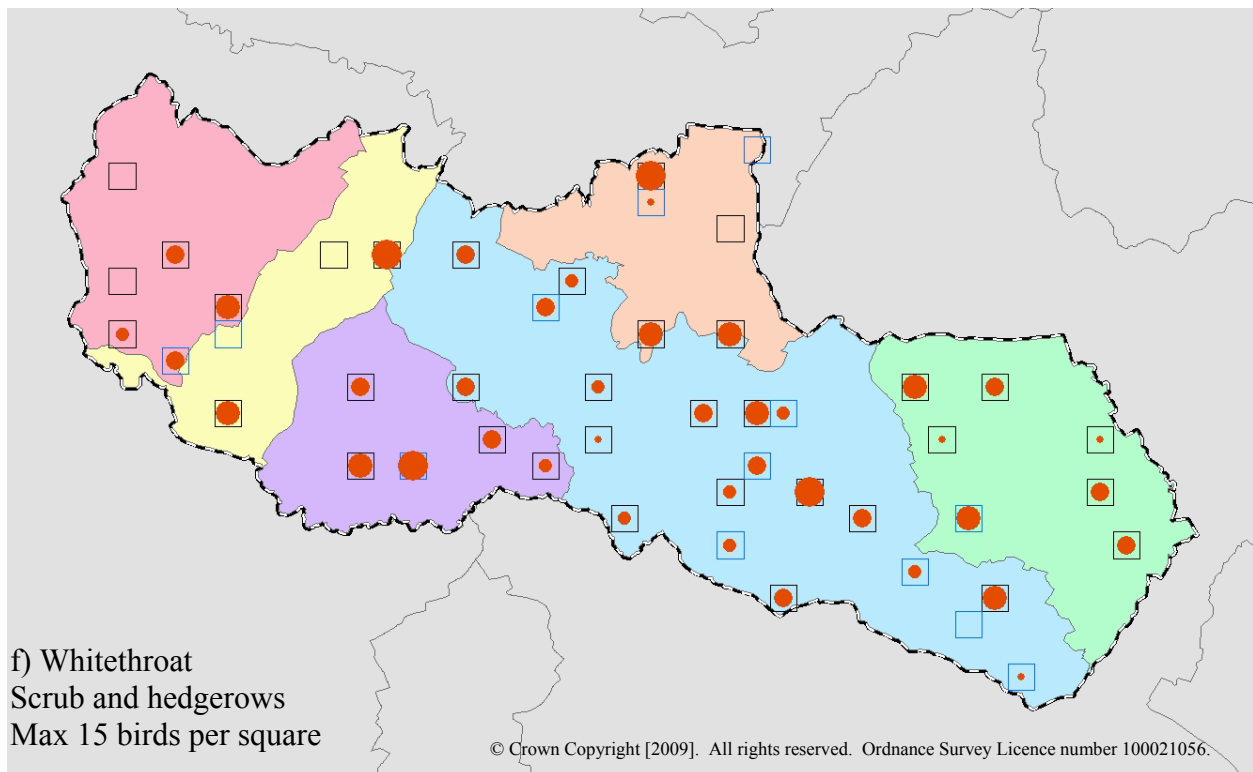 f) Whitethroat
Scrub and hedgerows
Max 15 birds per square
© Crown Copyright [2009].  All rights reserved.  Ordnance Survey Licence number 100021056.